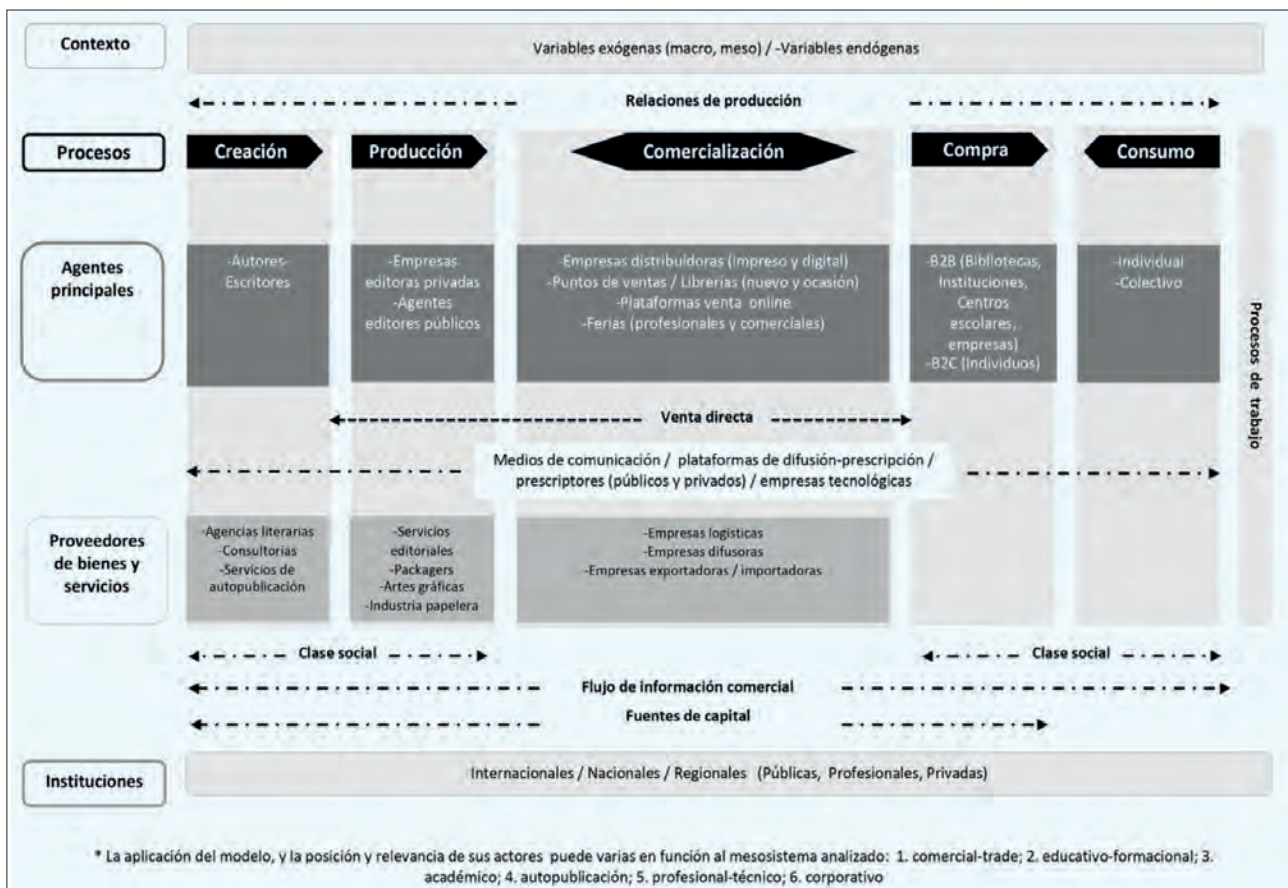 Contexto
Variables exógenas (macro, meso) / -Variables endógenas
Relaciones de producción
Procesos
Creación
Producción
Comercialización
Compra
Consumo
Agentes
principales
-Autores-
Escritores
-Empresas
editoras privadas
-Agentes
editores públicos
-Empresas distribuidoras (Impreso y digital)
-Puntos de ventas / Librerías (nuevo y ocasión)
-Plataformas venta online
-Ferias (profesionales y comerciales)
-B2B (Bibliotecas,
Instituciones,
Centros
escolares,
empresas)
-B2C (Individuos)
-Individual
-Colectivo
Procesos de trabajo
Venta directa
Medios de comunicación / plataformas de difusión-prescripción /
prescriptores (públicos y privados) / empresas tecnológicas
Proveedores
de bienes y
servicios
-Agencias literarias
-Consultorías
-Servicios de
autopublicación
-Servicios
editoriales
-Packagers
-Artes gráficas
-Industria papelera
-Empresas logísticas
-Empresas difusoras
-Empresas exportadoras / importadoras
Clase social
Clase social
Flujo de información comercial
Fuentes de capital
Instituciones
Internacionales / Nacionales / Regionales (Públicas, Profesionales, Privadas)
* La aplicación del modelo, y la posición y relevancia de sus actores puede varias en función al mesosistema analizado: 1. comercial-trade; 2. educativo-formacional; 3.
académico; 4. autopublicación; 5. profesional-técnico; 6. corporativo